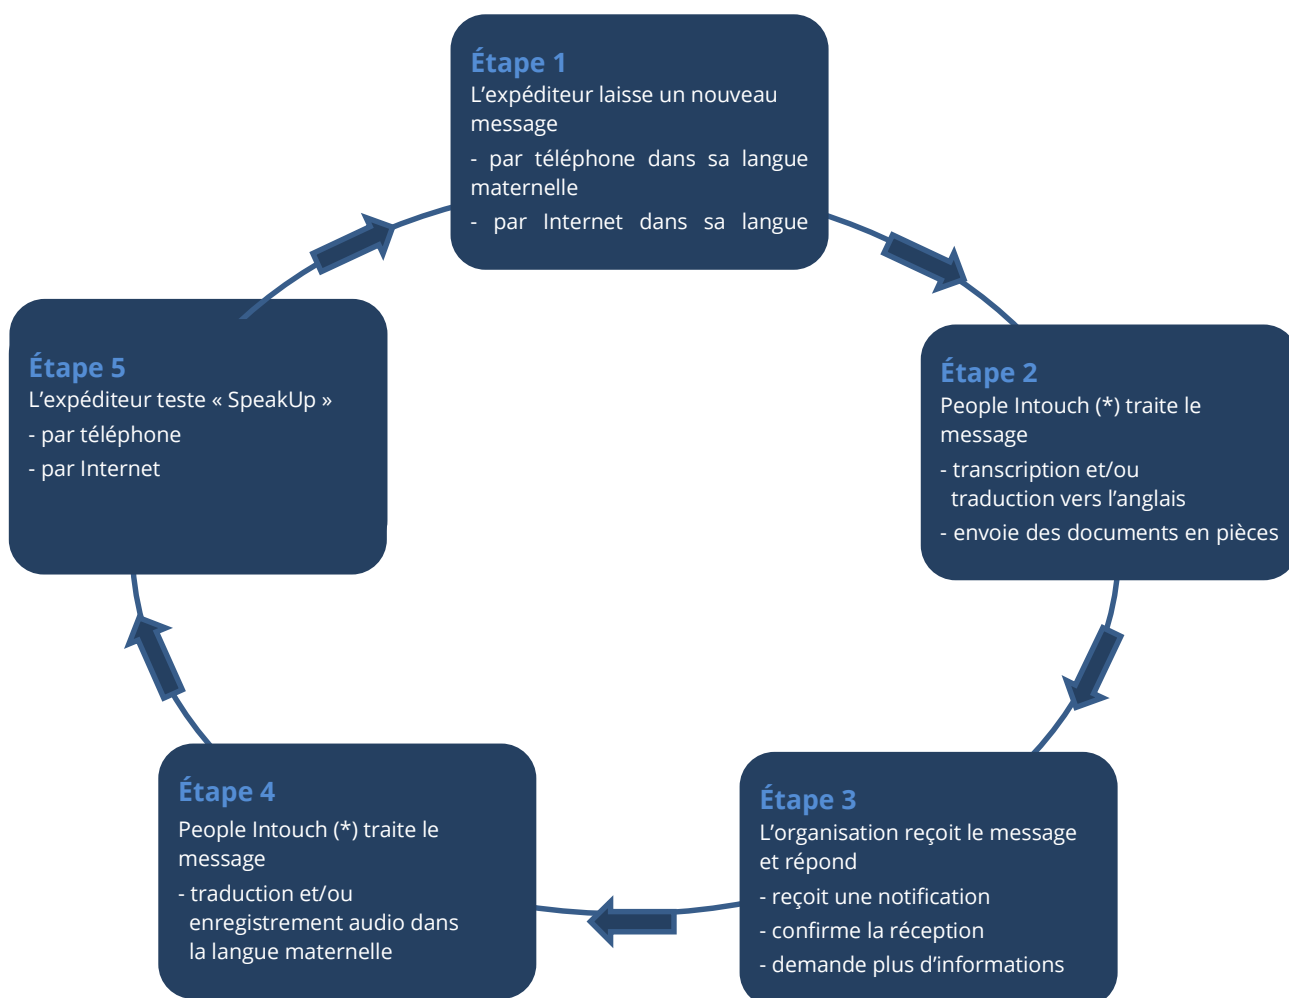 Étape 1
L’expéditeur laisse un nouveau
message
- par téléphone dans sa langue
maternelle
- par Internet dans sa langue
Étape 2
People Intouch (*) traite le
message
- transcription et/ou
traduction vers l’anglais
- envoie des documents en pièces
Étape 3
L’organisation reçoit le message
et répond
- reçoit une notification
- confirme la réception
- demande plus d’informations
Étape 4
People Intouch (*) traite le
message
- traduction et/ou
enregistrement audio dans
la langue maternelle
Étape 5
L’expéditeur teste « SpeakUp »
- par téléphone
- par Internet